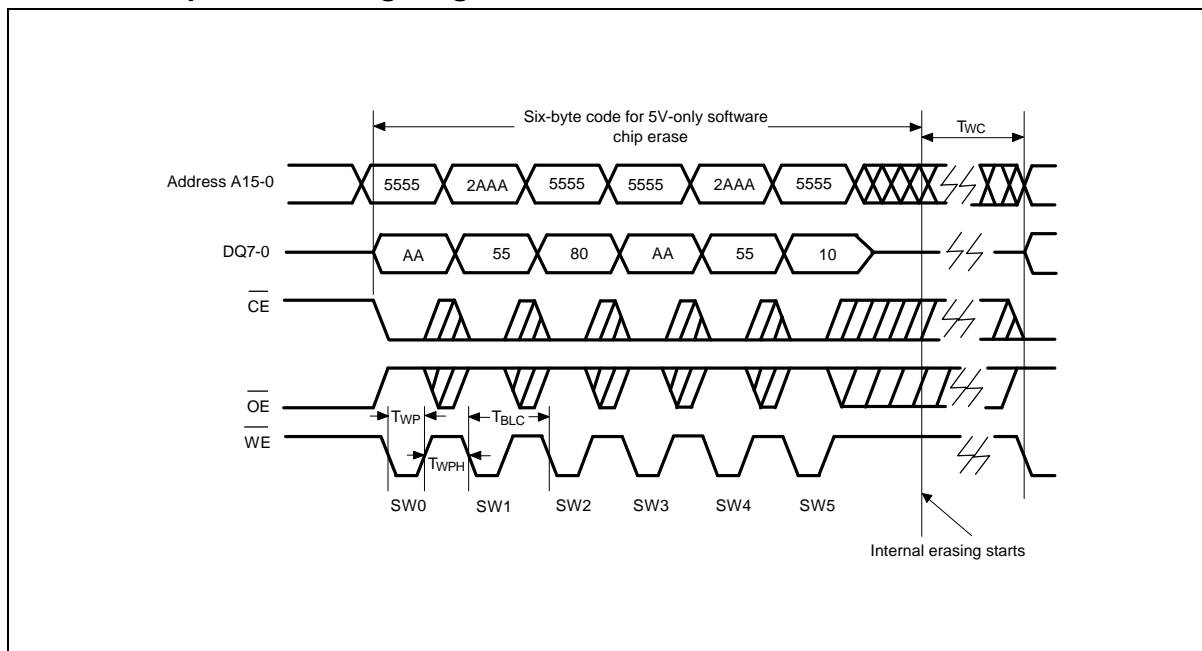 Six-byte code for 5V-only software
chip erase
TWC
Address A15-0
5555
2AAA
5555
5555
2AAA
5555
DQ7-0
AA
55
80
AA
55
10
CE
OE
TWP
TBLC
WE
TWPH
SW0
SW1
SW2
SW3
SW4
SW5
Internal erasing starts